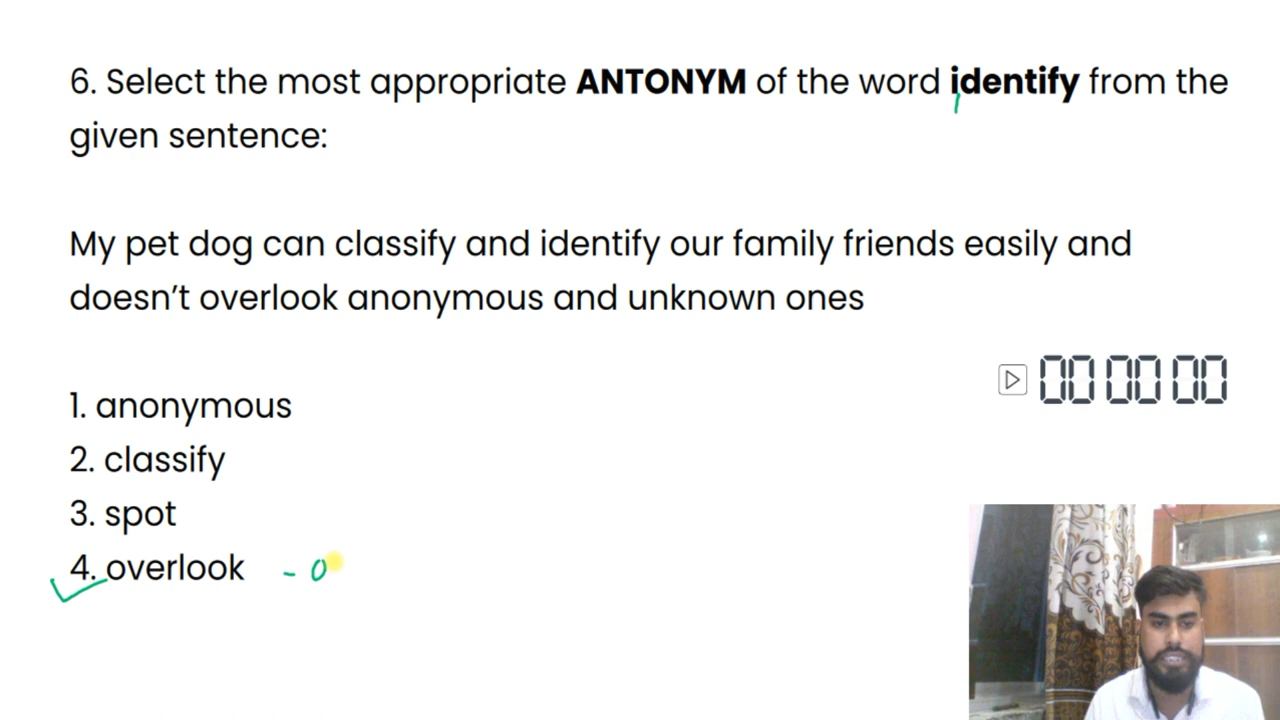 6. Select the most appropriate ANTONYM of the word identify from the
given sentence:
My pet dog can classify and identify our family friends easily and
doesn't overlook anonymous and unknown ones
00 00 00
1. anonymous
2. classify
3. spot
4. overlook - o